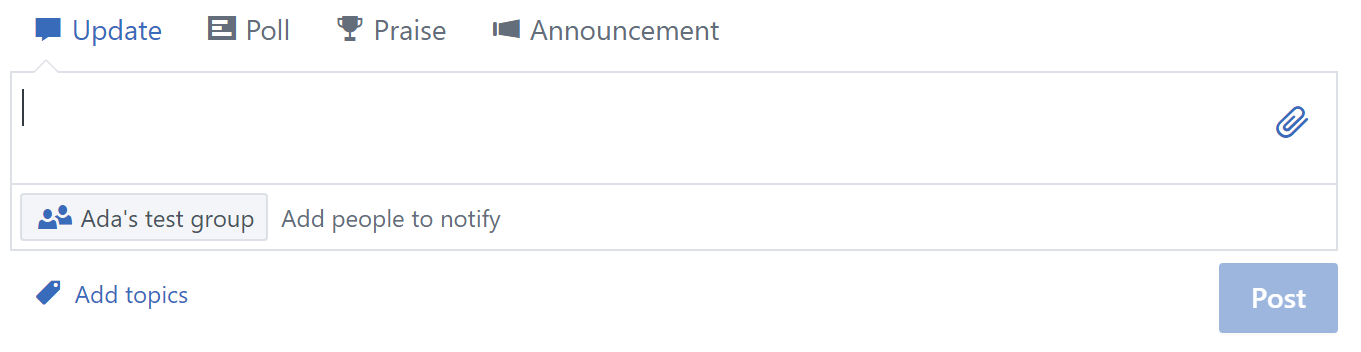 Update Poll Praise Announcement
Ada's test group Add people to notify
Add topics
Post